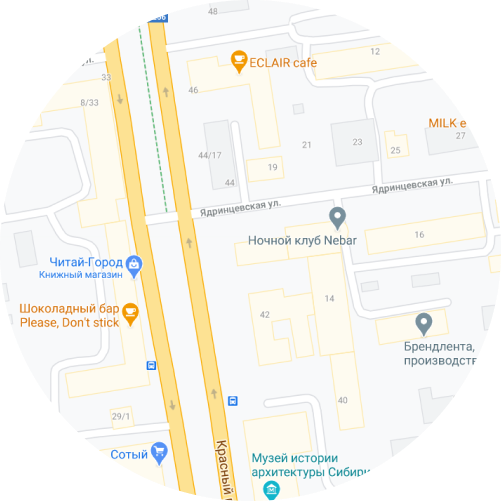 48
ул.
33
8/33
46
ECLAIR cafe
12
MILK e
27
44/17
21
23
25
19
44
Ядринцевская ул.
Ядринцевская ул.
Ночной клуб Nebar
16
Читай-Город
Книжный магазин
Шоколадный бар
Please, Don't stick
14
42
Брендлента,
производств
40
29/1
Сотый
Красный п
Музей истории
архитектуры Сибири